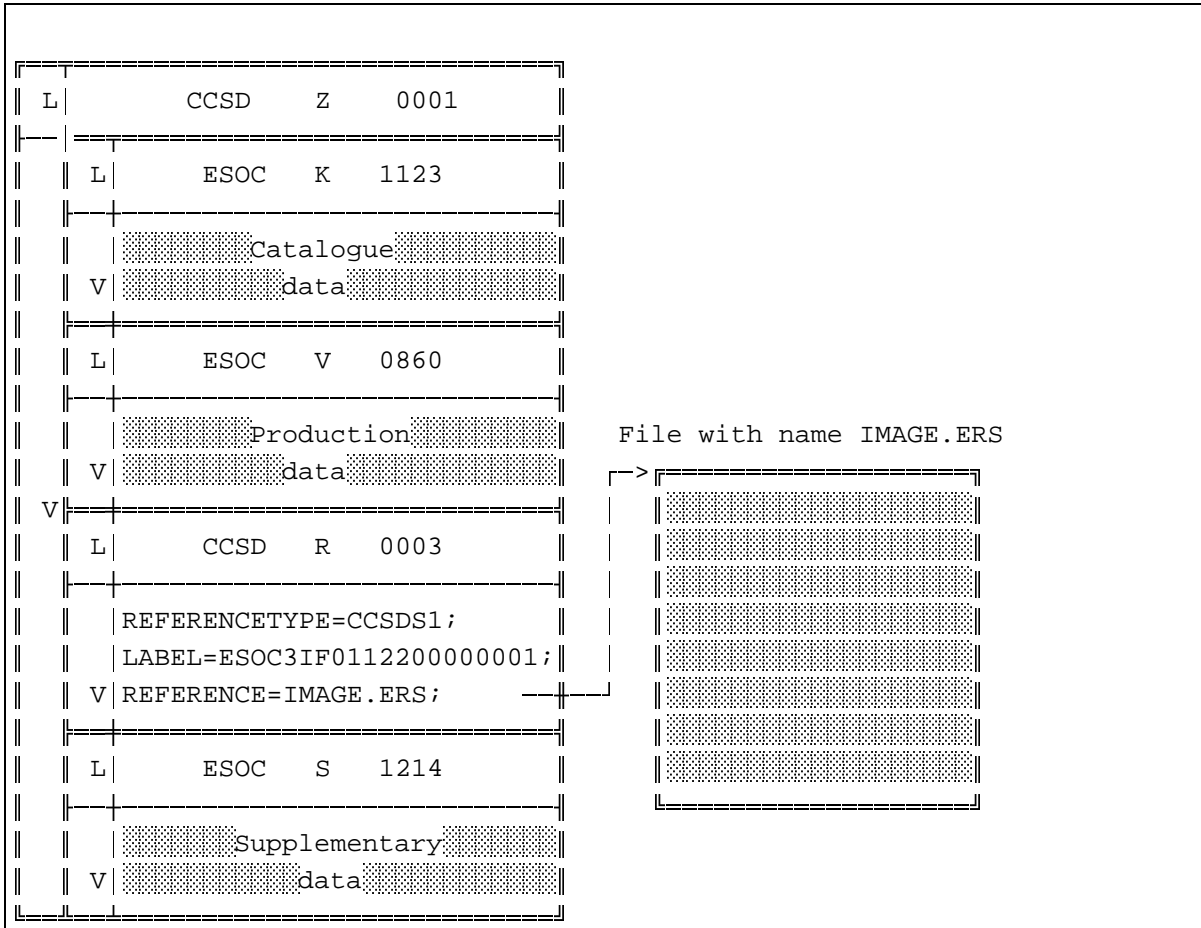 L CCSD Z 0001
L ESOC K 1123
Catalogue
V data
L ESOC V 0860
Production
V data
File with name IMAGE.ERS
V
L CCSD R 0003
REFERENCETYPE=CCSDS1;
LABEL=ESOC3IF0112200000001;
V REFERENCE=IMAGE.ERS;
L ESOC S 1214
Supplementary
V data